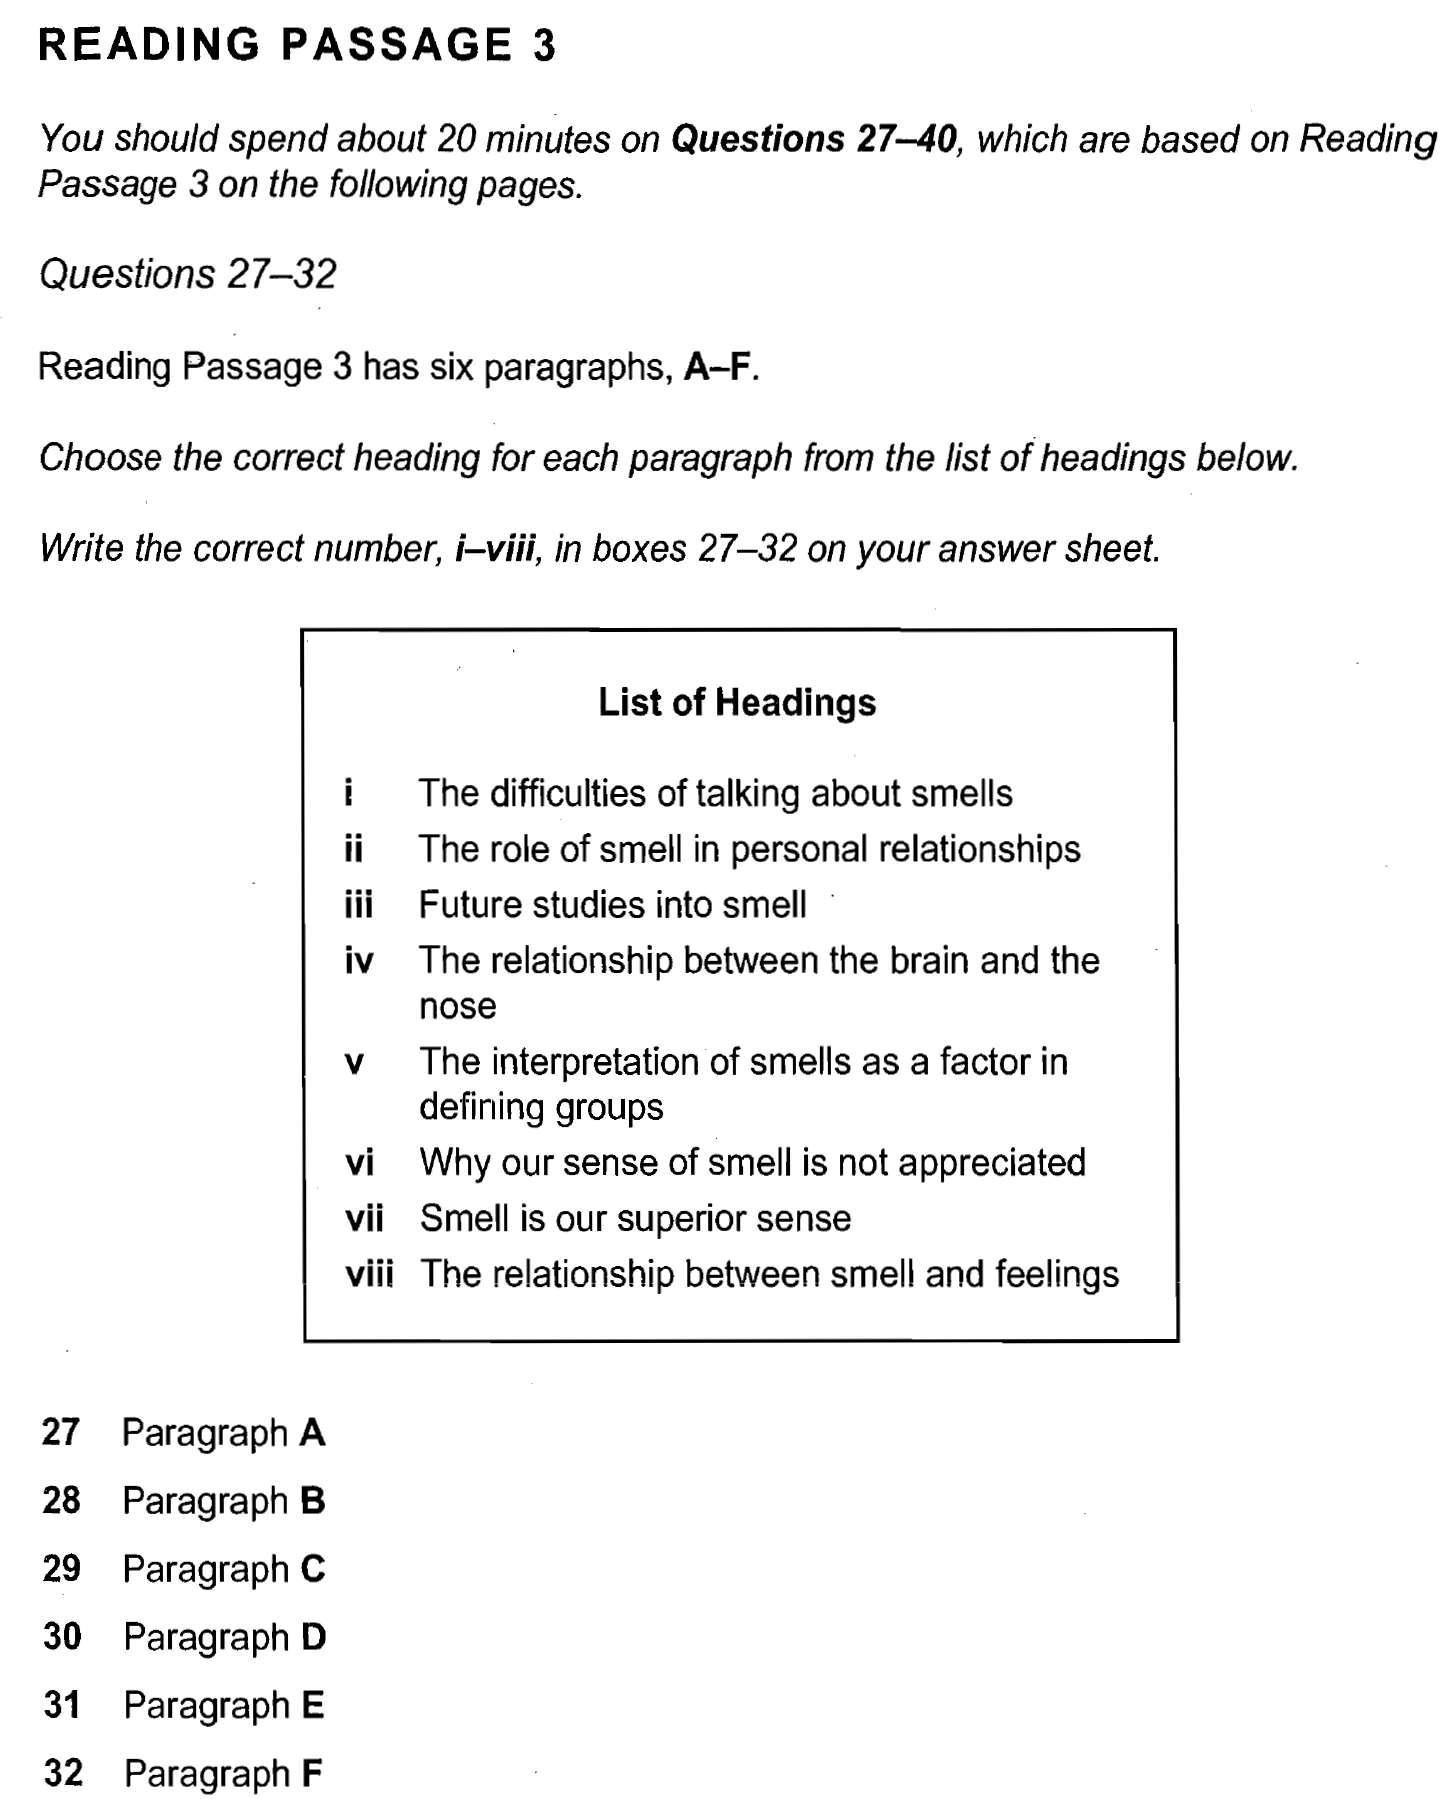 READING PASSAGE 3
You should spend about 20 minutes on Questions 27–40, which are based on Reading
Passage 3 on the following pages.
Questions 27–32
Reading Passage 3 has six paragraphs, A–F.
Choose the correct heading for each paragraph from the list of headings below.
Write the correct number, i–viii, in boxes 27–32 on your answer sheet.
List of Headings
i The difficulties of talking about smells
ii The role of smell in personal relationships
iii Future studies into smell
iv The relationship between the brain and the
nose
v The interpretation of smells as a factor in
defining groups
vi Why our sense of smell is not appreciated
vii Smell is our superior sense
viii The relationship between smell and feelings
27 Paragraph A
28 Paragraph B
29 Paragraph C
30 Paragraph D
31 Paragraph E
32 Paragraph F